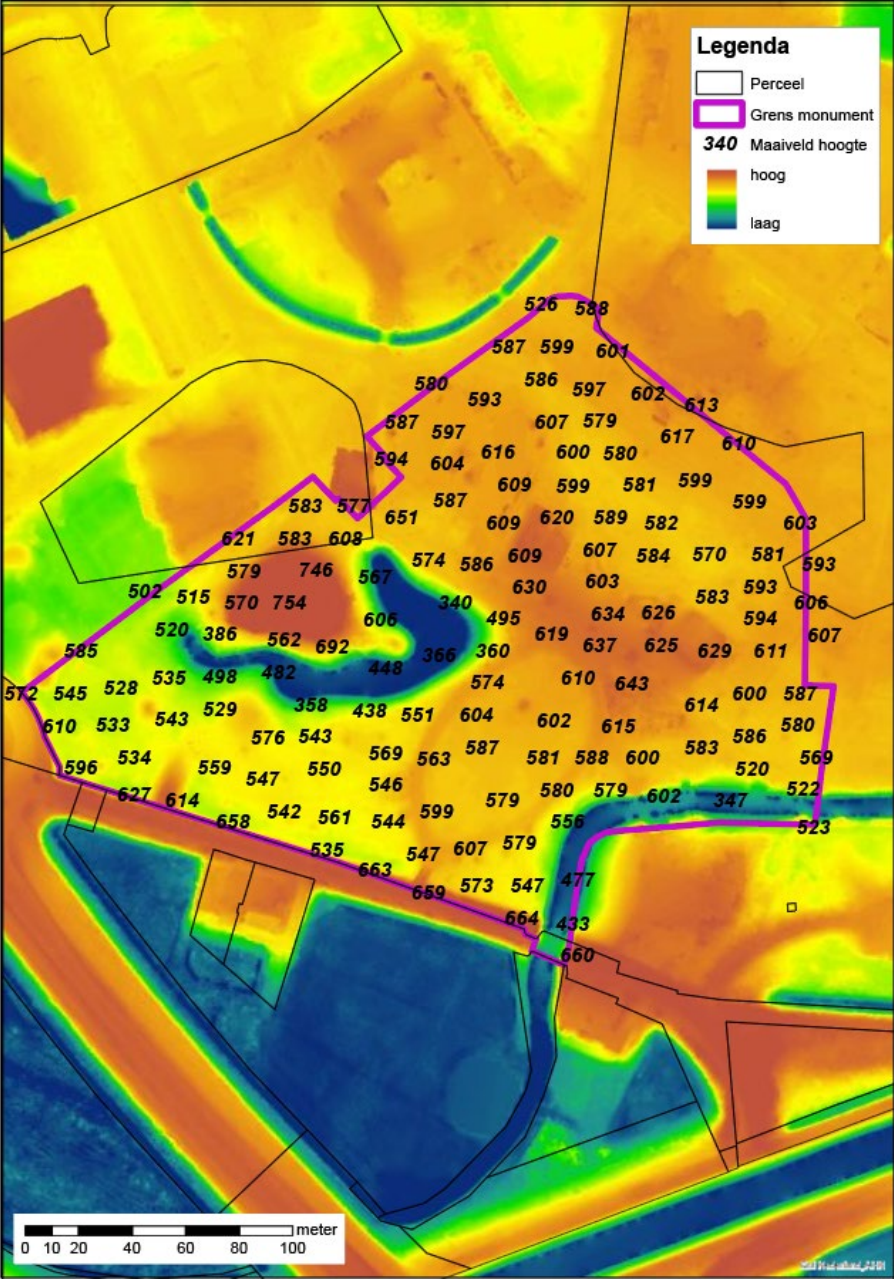 Legenda
Perceel
Grens monument
340 Maaiveld hoogte
hoog
laag
526 588
587 599 601
580 593 586 597 602 613
587 597 607 579 617 610
594 604 616 600 580
583 577 651 587 609 599 581 599 599
621 583 608 609 620 589 582 603
579 746 567 574 586 609 607 584 570 581 593
502 515 570 754 606 340 495 630 603 583 593 606
520 386 562 692 619 634 626 594 607
585 448 366 360 637 625 629 611
572 545 528 535 498 482 574 610 643 600 587
610 533 543 529 358 438 551 604 602 615 614 586 580
534 576 543 569 563 587 581 588 600 583 569
596 559 547 550 546 520
627 614 579 580 579 602 347 522
658 542 561 544 599 556 523
535 547 607 579
663 659 573 547 477
664 433
660
meter
0 10 20 40 60 80 100